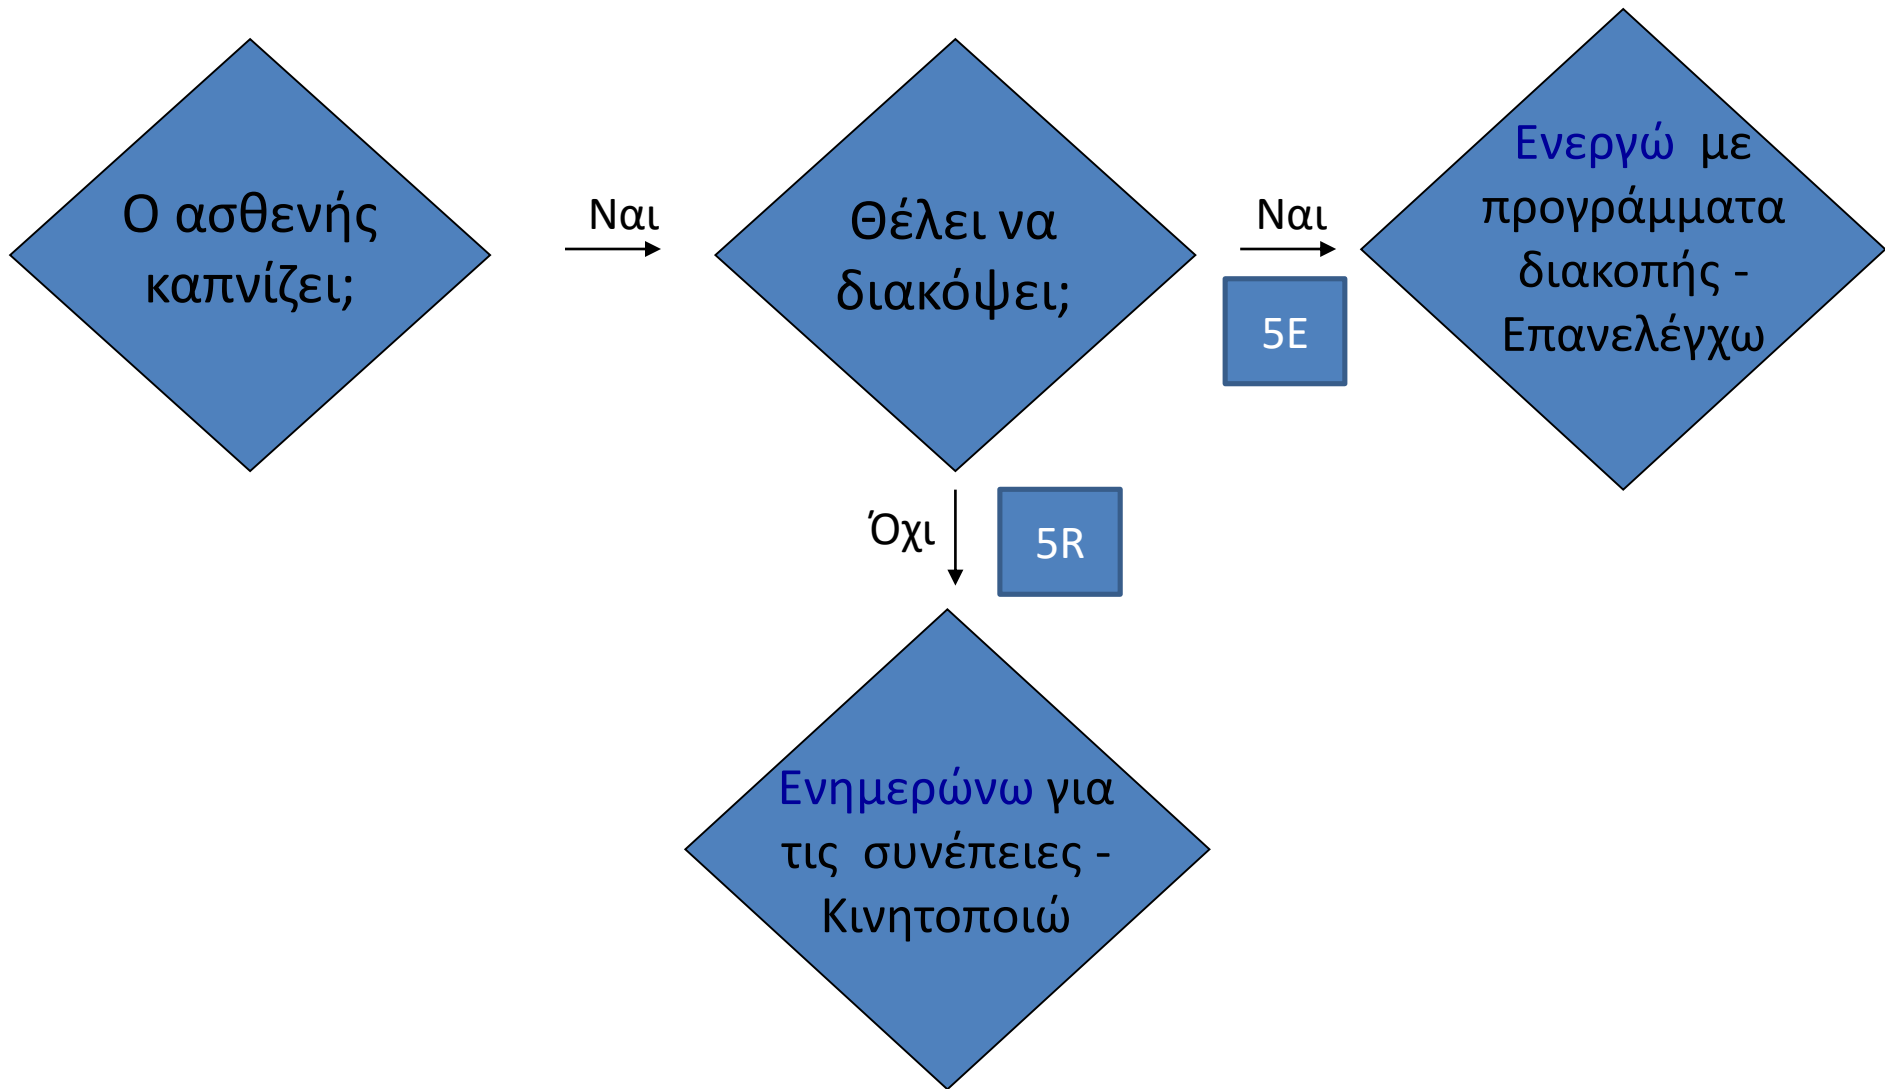 Ο ασθενής
καπνίζει;
Ναι
Θέλει να
διακόψει;
Ναι
5Ε
Ενεργώ με
προγράμματα
διακοπής -
Επανελέγχω
Όχι
5R
Ενημερώνω για
τις συνέπειες -
Κινητοποιώ